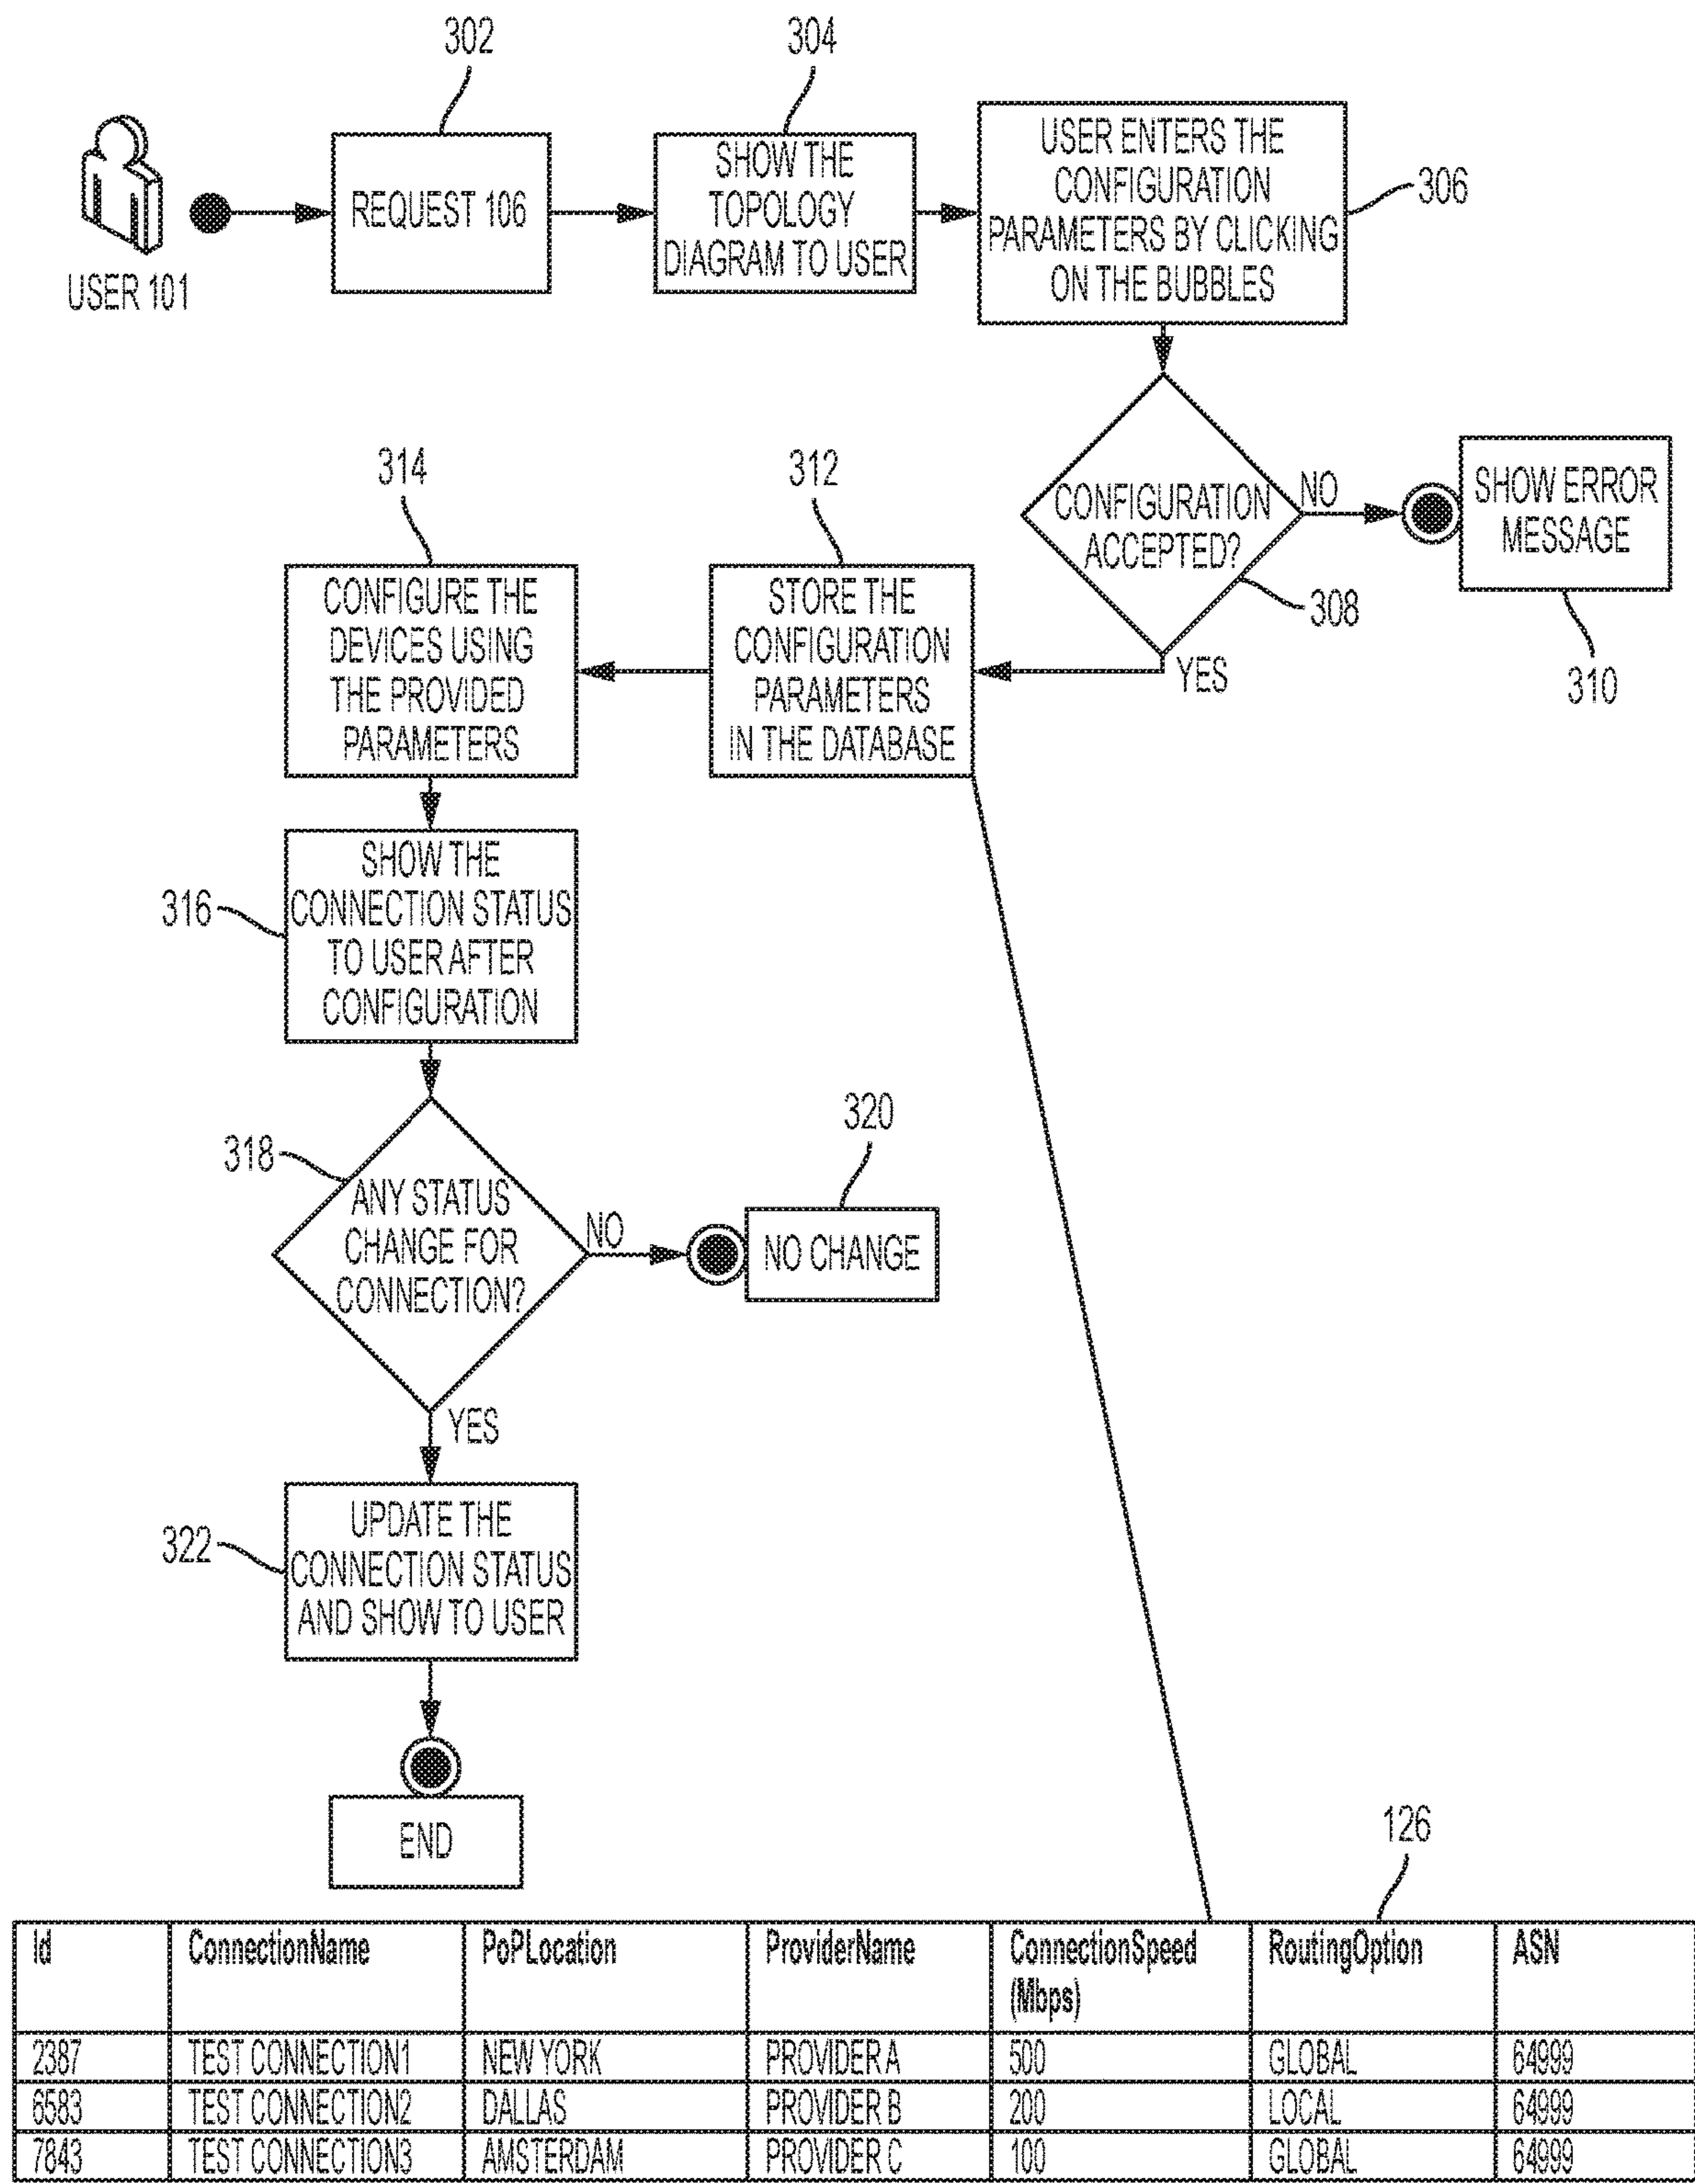 302
304
USER 101
REQUEST 106
SHOW THE
TOPOLOGY
DIAGRAM TO USER
USER ENTERS THE
CONFIGURATION
PARAMETERS BY CLICKING
ON THE BUBBLES
306
CONFIGURATION
ACCEPTED?
NO
SHOW ERROR
MESSAGE
308
310
YES
312
STORE THE
CONFIGURATION
PARAMETERS
IN THE DATABASE
314
CONFIGURE THE
DEVICES USING
THE PROVIDED
PARAMETERS
316
SHOW THE
CONNECTION STATUS
TO USER AFTER
CONFIGURATION
318
ANY STATUS
CHANGE FOR
CONNECTION?
NO
320
NO CHANGE
YES
322
UPDATE THE
CONNECTION STATUS
AND SHOW TO USER
END
126
Id ConnectionName PoPLocation ProviderName ConnectionSpeed (Mbps) RoutingOption ASN
2387 TEST CONNECTION1 NEW YORK PROVIDER A 500 GLOBAL 64999
6583 TEST CONNECTION2 DALLAS PROVIDER B 200 LOCAL 64999
7843 TEST CONNECTION3 AMSTERDAM PROVIDER C 100 GLOBAL 64999